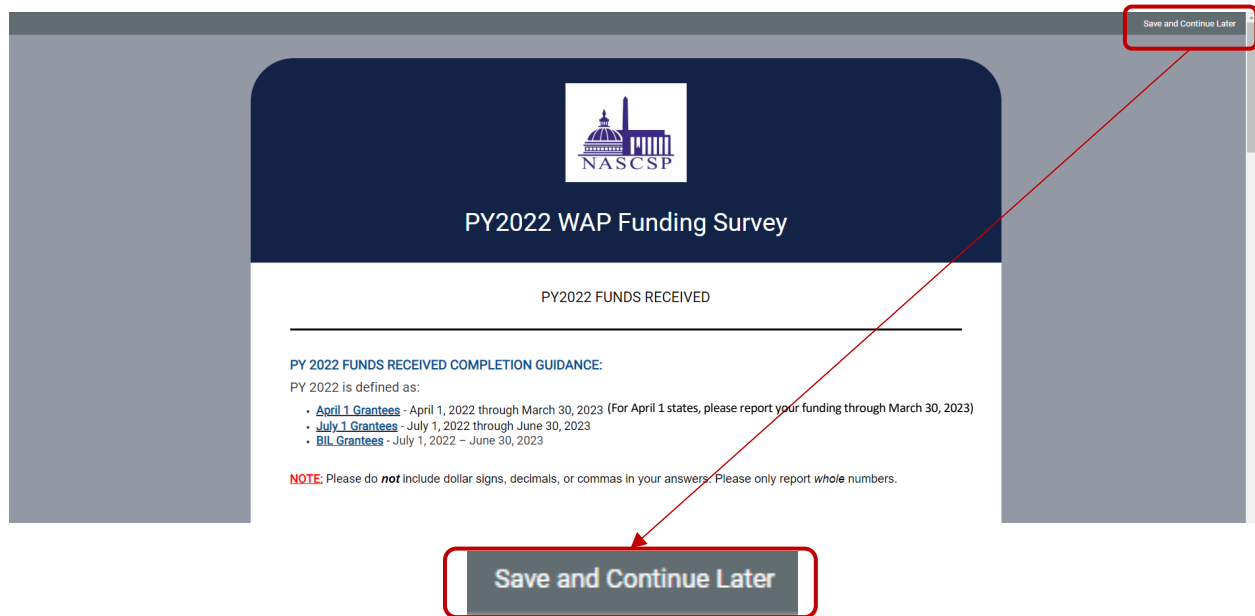 Save and Continue Later
NASCSP
PY2022 WAP Funding Survey
PY2022 FUNDS RECEIVED
PY 2022 FUNDS RECEIVED COMPLETION GUIDANCE:
PY 2022 is defined as:
• April 1 Grantees - April 1, 2022 through March 30, 2023 (For April 1 states, please report your funding through March 30, 2023)
• July 1 Grantees - July 1, 2022 through June 30, 2023
• BIL Grantees - July 1, 2022 – June 30, 2023
NOTE: Please do not include dollar signs, decimals, or commas in your answers. Please only report whole numbers.
Save and Continue Later